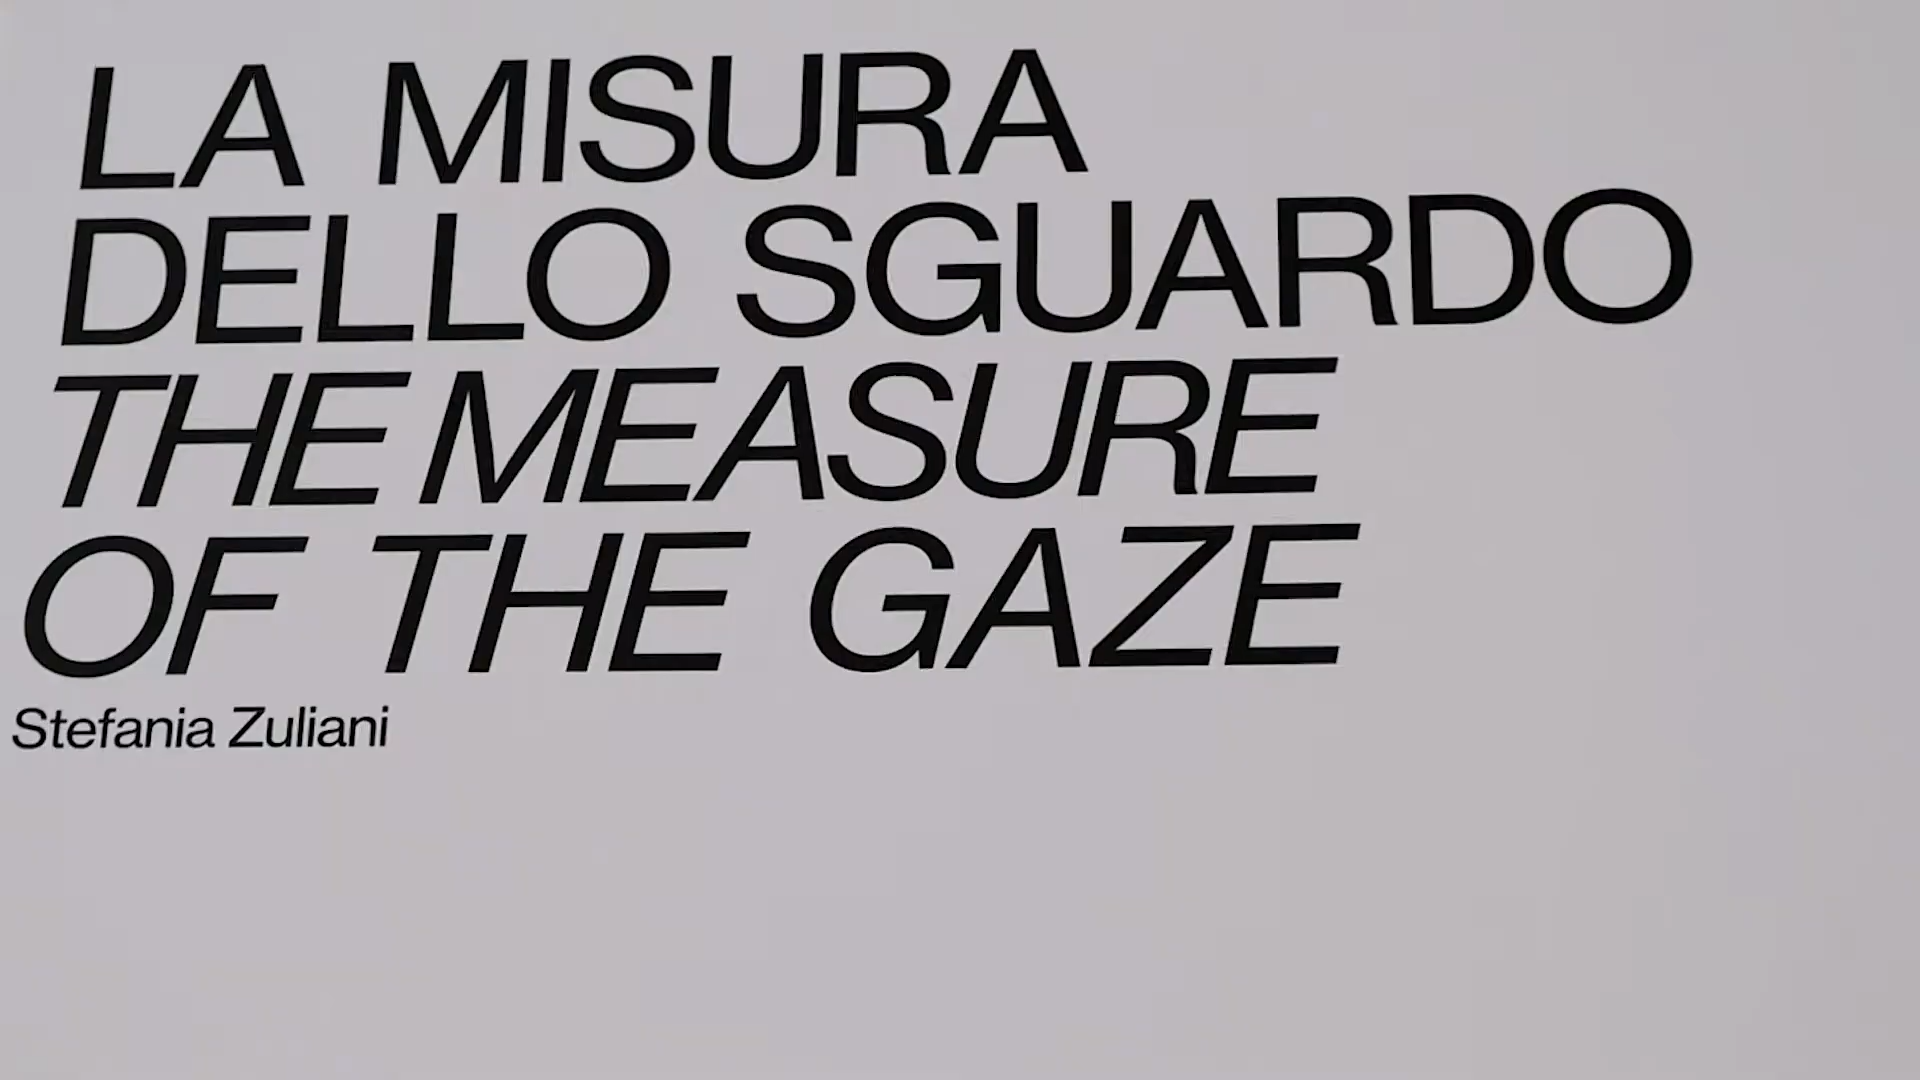 LA MISURA
DELLO SGUARDO
THE MEASURE
OF THE GAZE
Stefania Zuliani